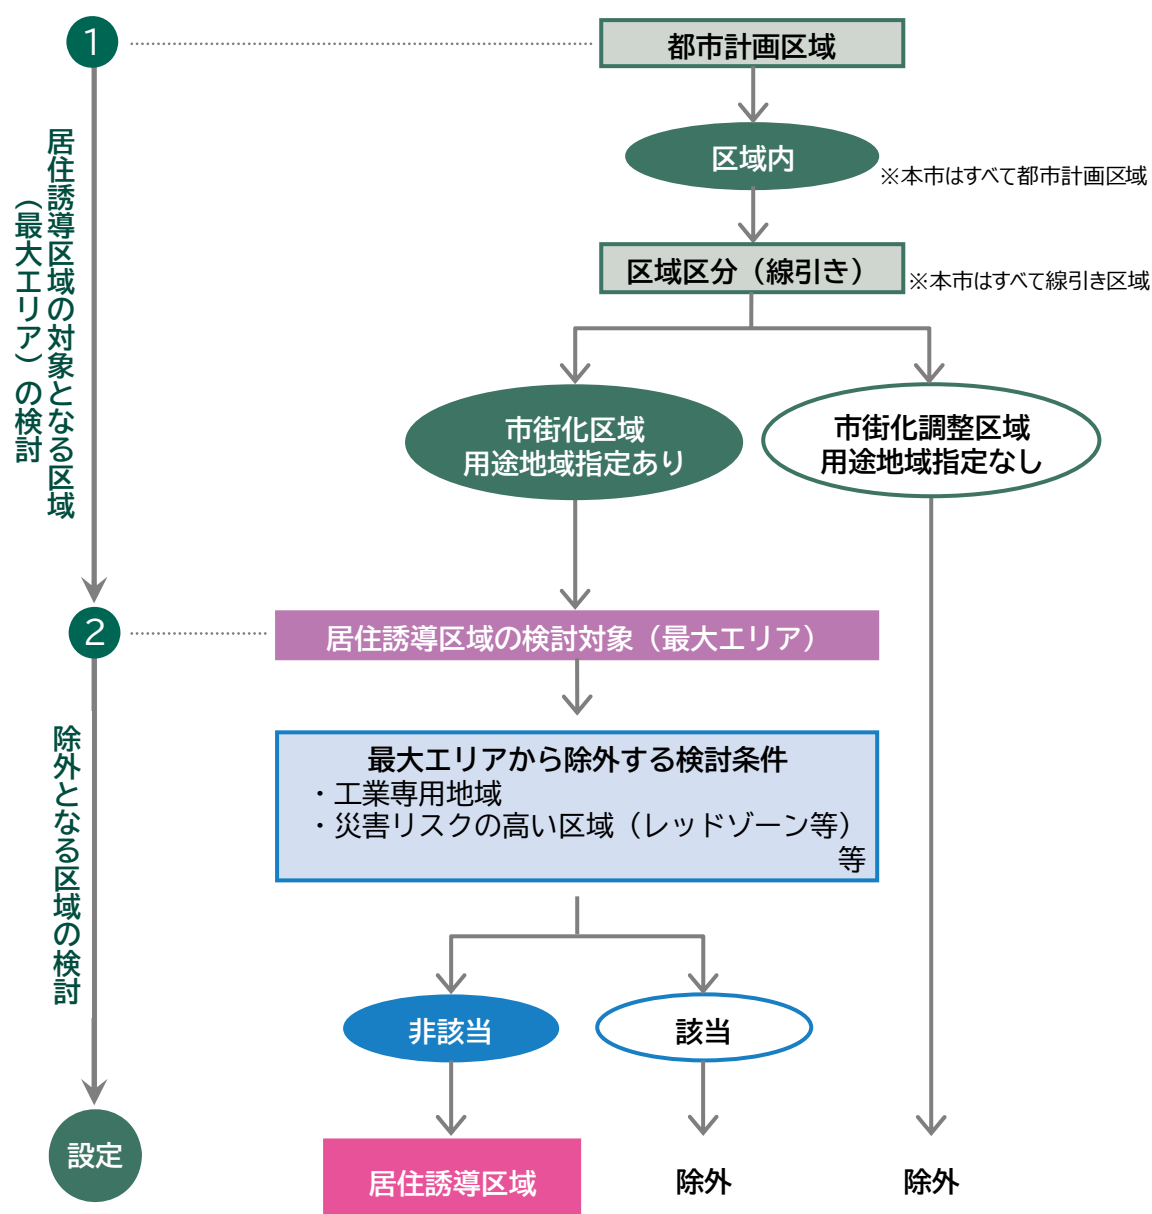 1
都市計画区域
区域内
※本市はすべて都市計画区域
区域区分（線引き）
※本市はすべて線引き区域
居住誘導区域の対象となる区域
（最大エリア）の検討
市街化区域
用途地域指定あり
市街化調整区域
用途地域指定なし
2
居住誘導区域の検討対象（最大エリア）
除外となる区域の検討
最大エリアから除外する検討条件
・工業専用地域
・災害リスクの高い区域（レッドゾーン等）
等
非該当
該当
設定
居住誘導区域
除外
除外